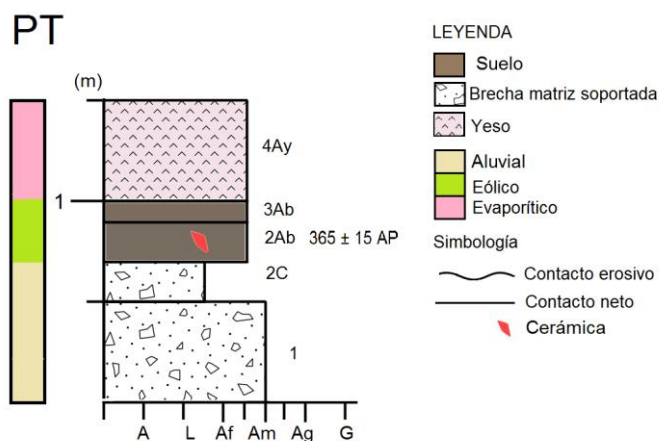 PT
(m)
1
4Ay
3Ab
2Ab 365 ± 15 AP
2C
1
A L Af Am Ag G
LEYENDA
Suelo
Brecha matriz soportada
Yeso
Aluvial
Eólico
Evaporítico
Simbología
Contacto erosivo
Contacto neto
Cerámica